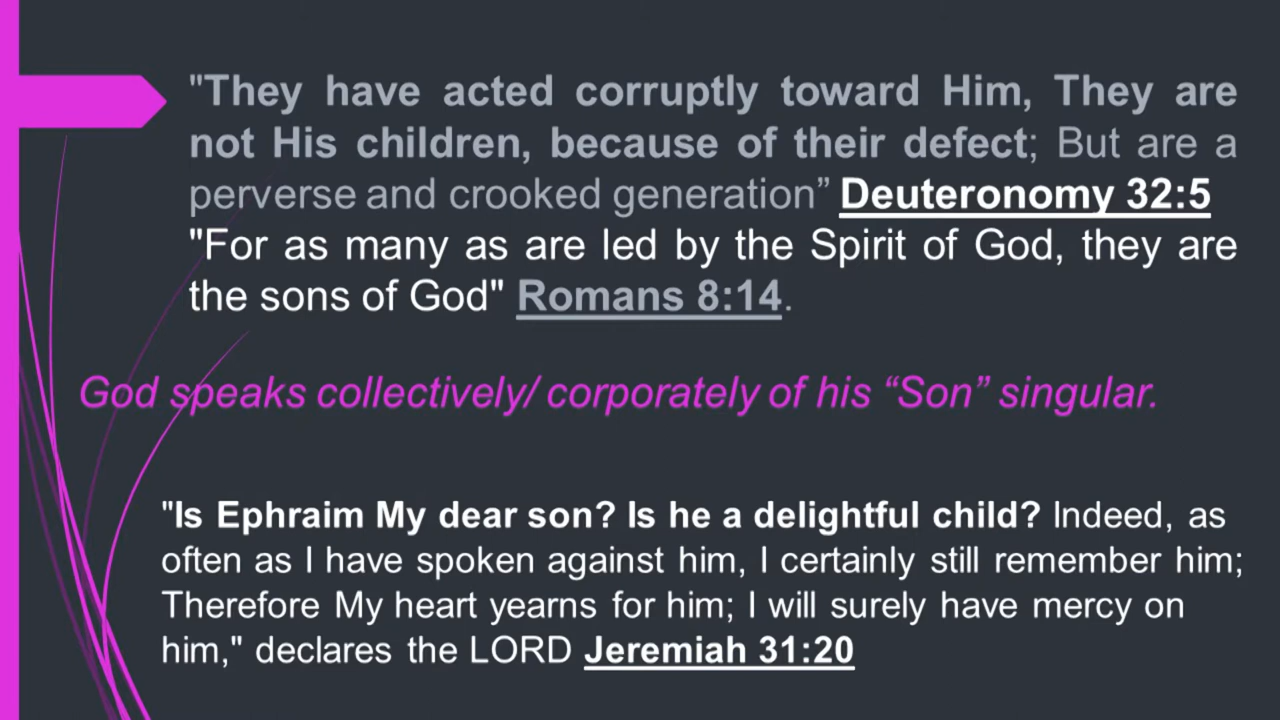 "They have acted corruptly toward Him, They are
not His children, because of their defect; But are a
perverse and crooked generation” Deuteronomy 32:5
"For as many as are led by the Spirit of God, they are
the sons of God" Romans 8:14.
God speaks collectively/ corporately of his “Son” singular.
"Is Ephraim My dear son? Is he a delightful child? Indeed, as
often as I have spoken against him, I certainly still remember him;
Therefore My heart yearns for him; I will surely have mercy on
him," declares the LORD Jeremiah 31:20